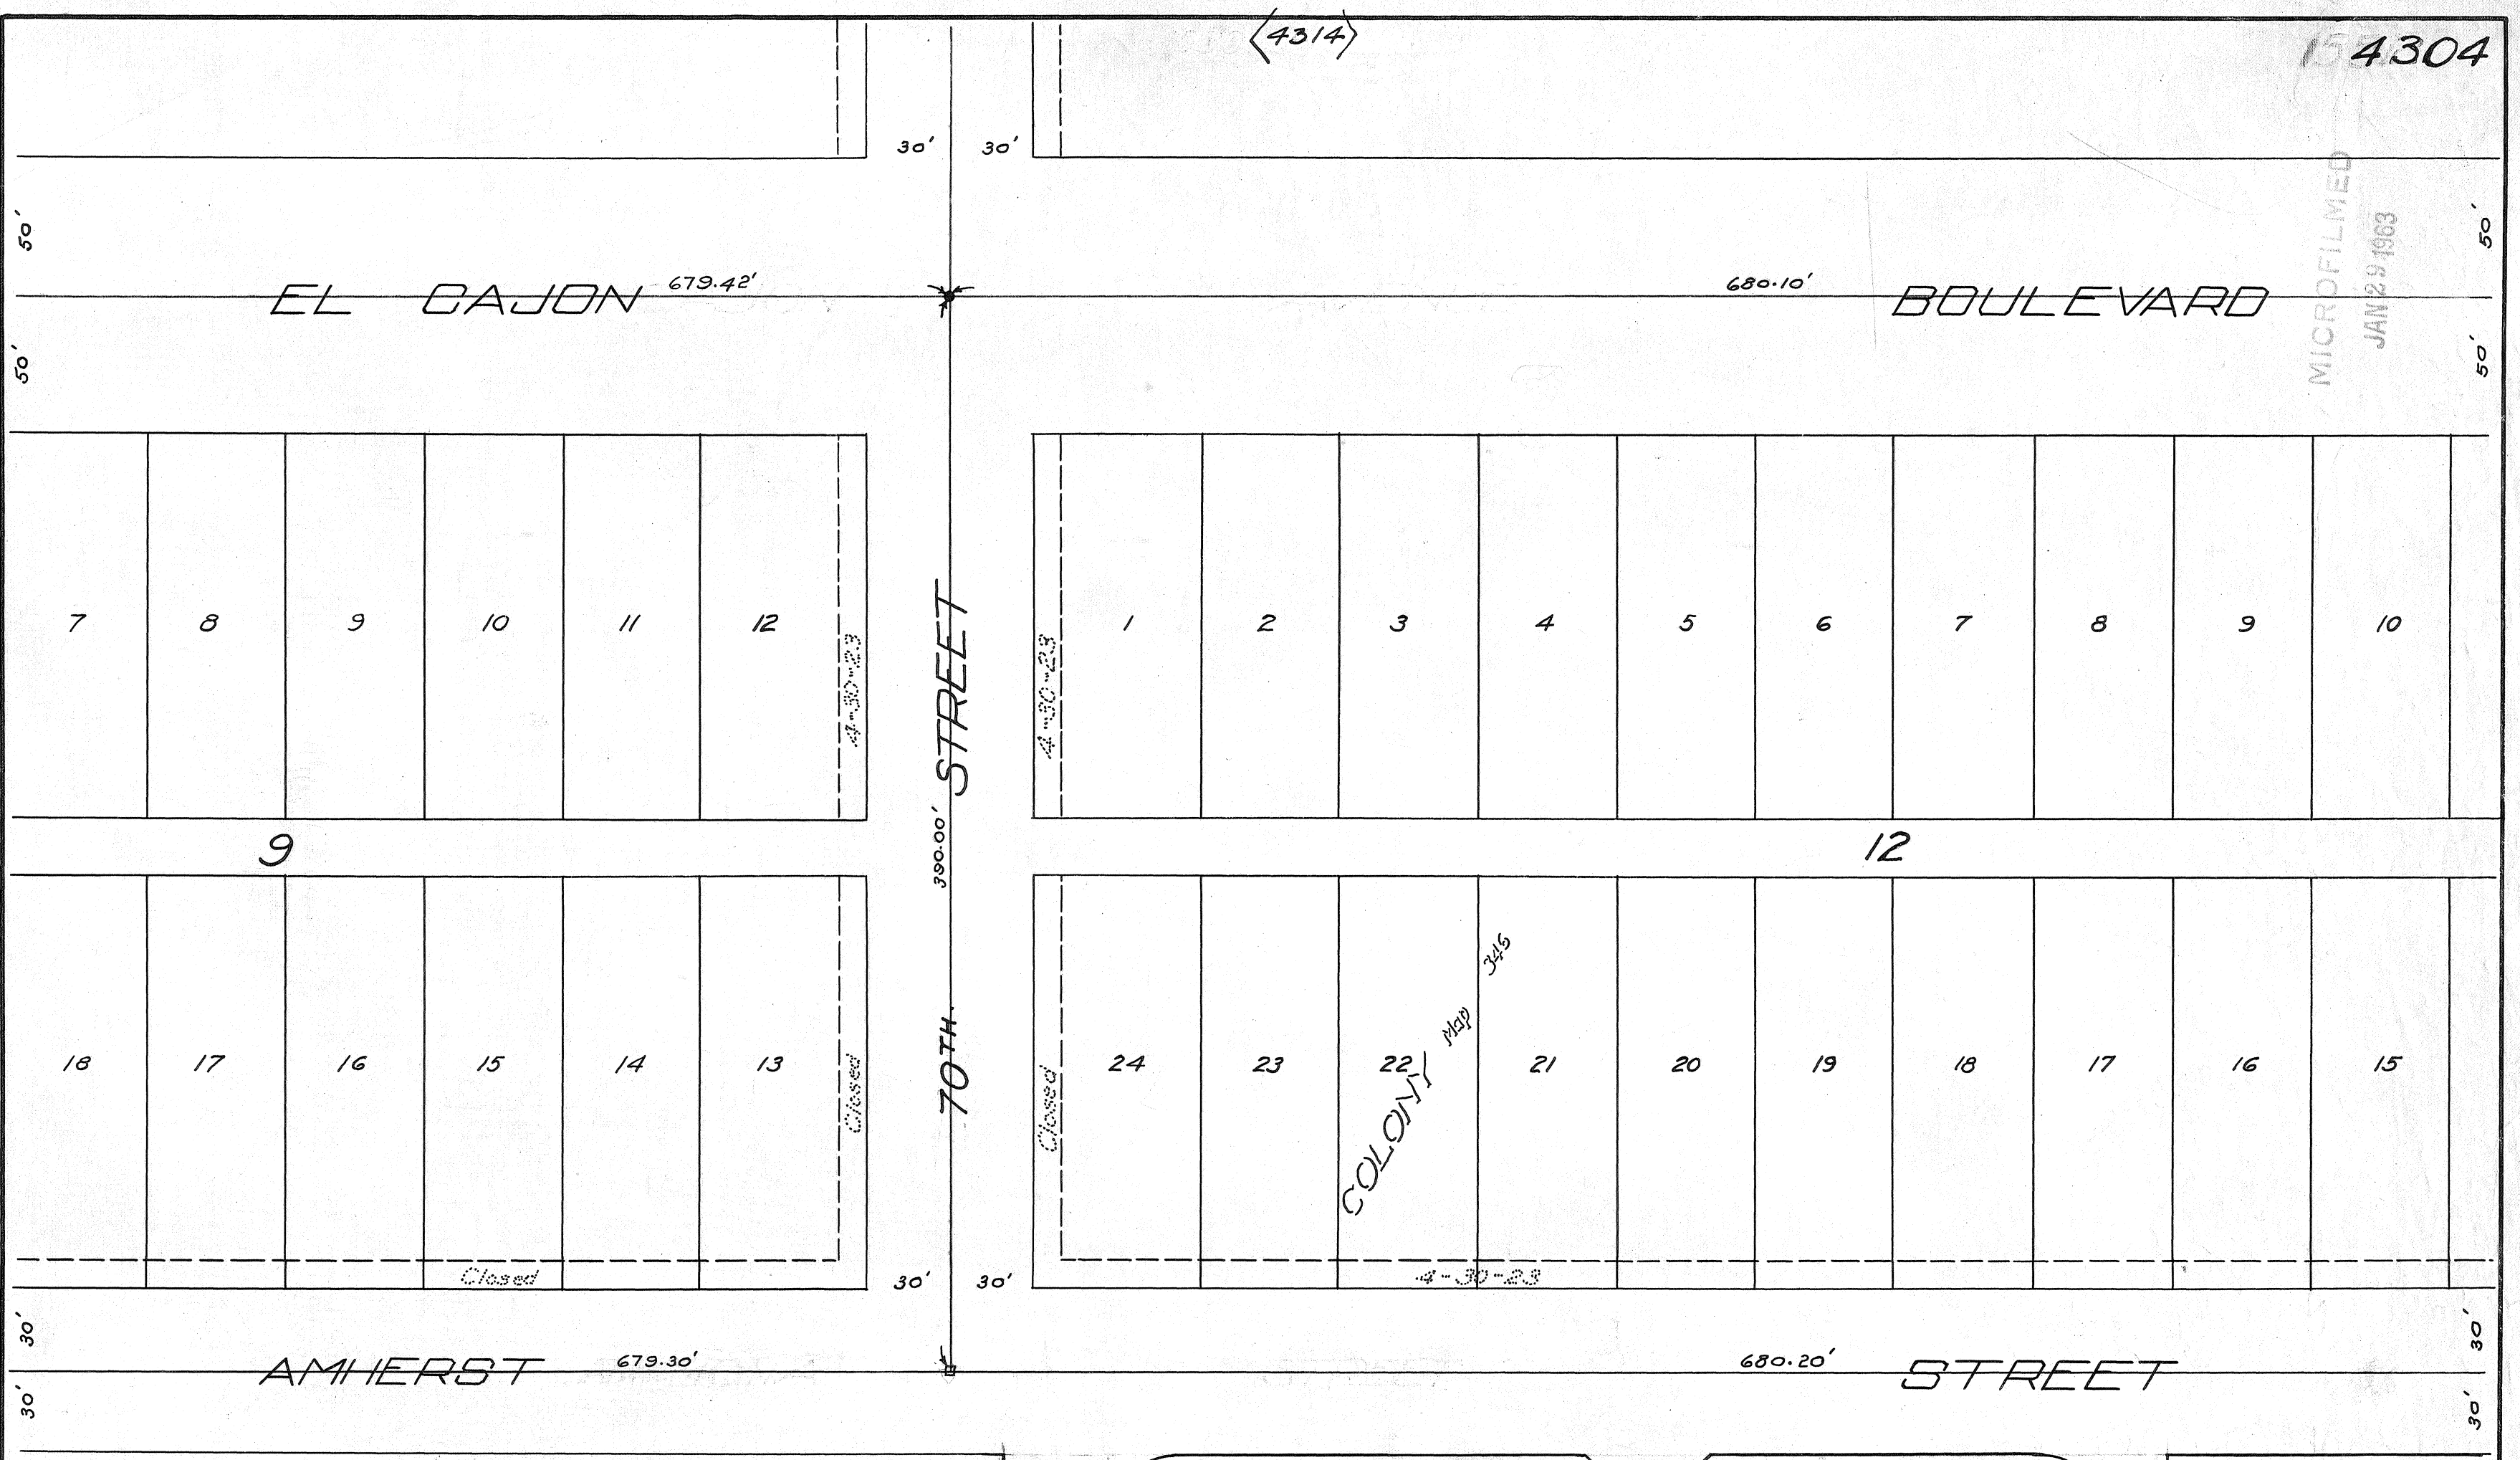 <4314>
4304
30' 30'
50' 50'
EL CAJON 679.42' 680.10' BOULEVARD
50' 50'
MICROFILMED
JAN 29 1963
7 8 9 10 11 12 1 2 3 4 5 6 7 8 9 10
4-30-23 4-30-23
70TH. STREET
390.00'
9 12
18 17 16 15 14 13 24 23 22 21 20 19 18 17 16 15
Closed Closed
COLONY Map 346
Closed 4-30-23
30' 30'
30' 30'
AMHERST 679.30' 680.20' STREET
30' 30'